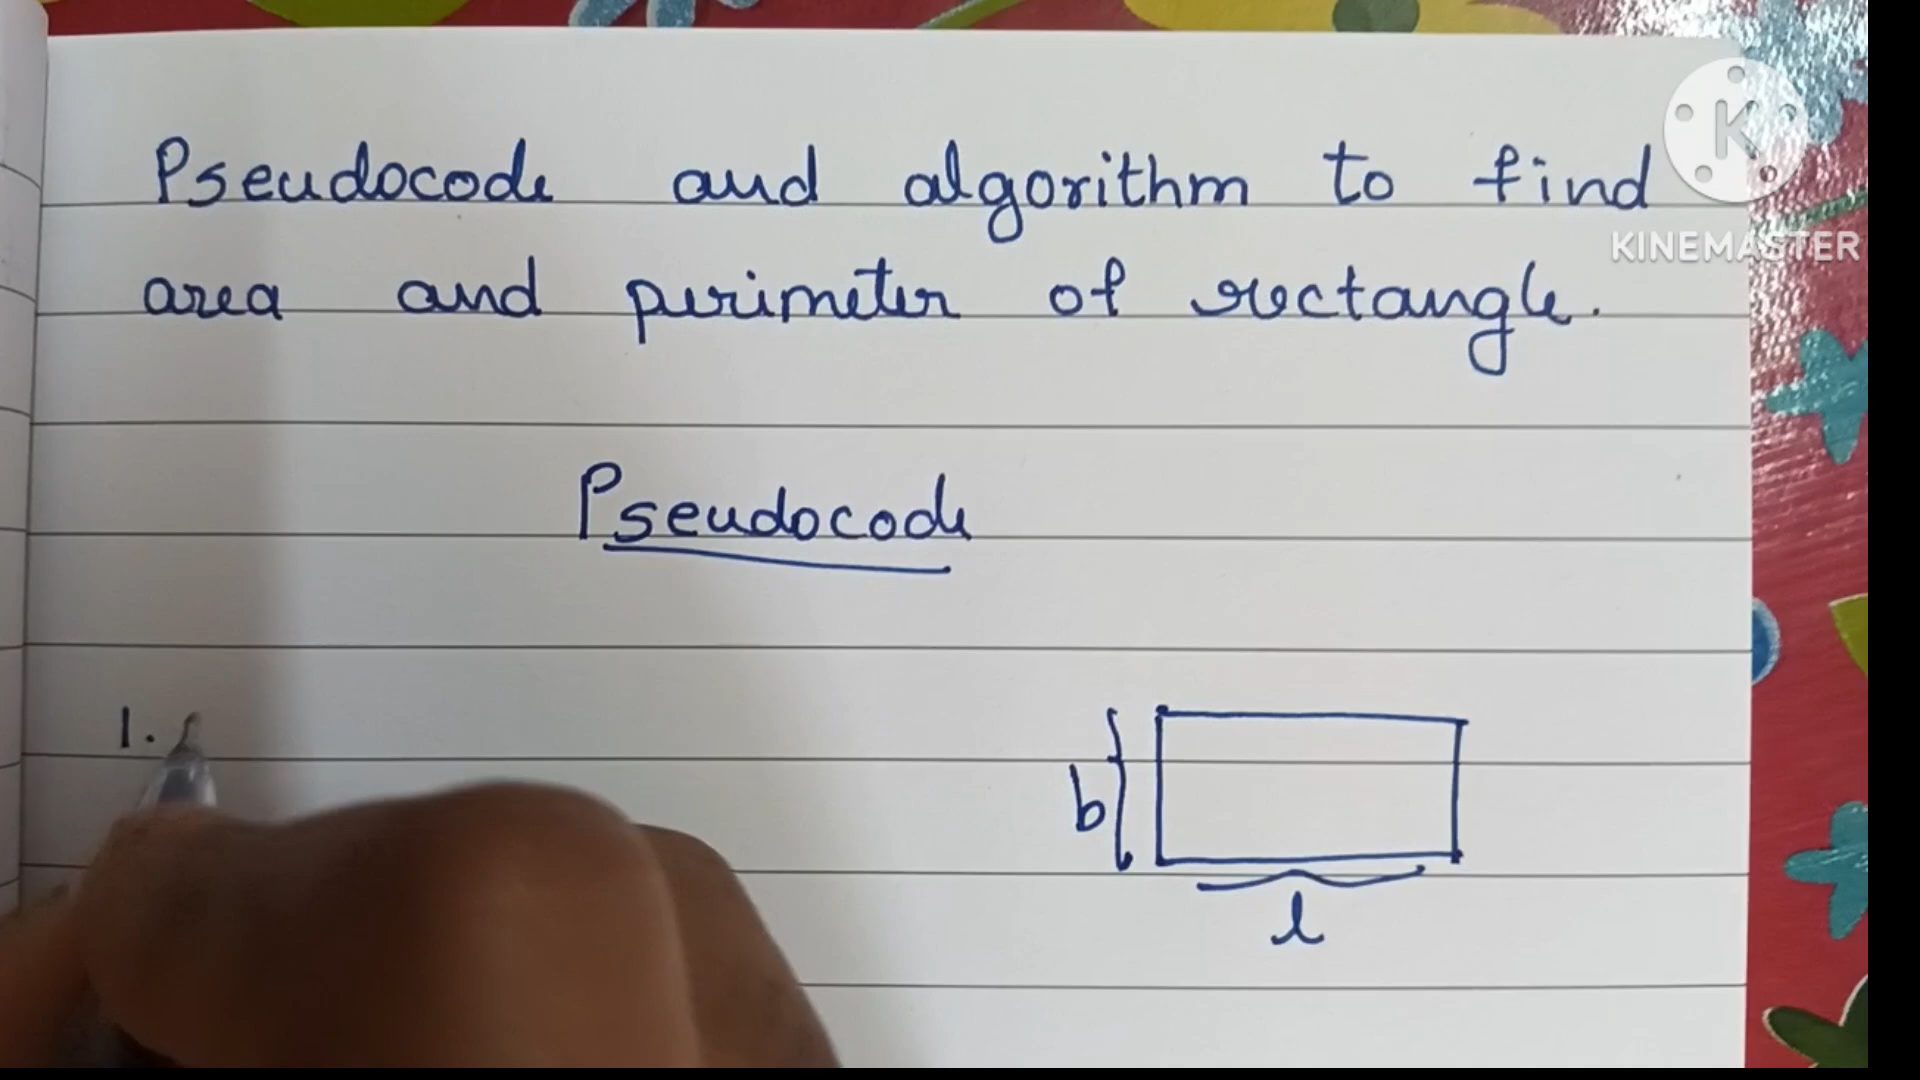 Pseudocode and algorithm to find
area and perimeter of rectangle.
Pseudocode
1.
b
l
K
KINEMASTER